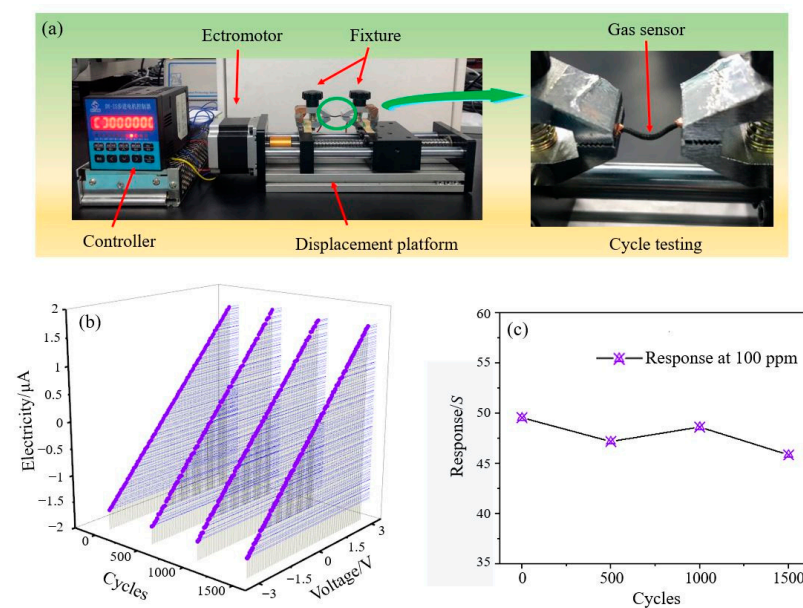 (a)
Ectromotor
Fixture
Gas sensor
Controller
Displacement platform
Cycle testing
(b)
Electricity/μA
2
1.5
1
0.5
0
−0.5
−1
−1.5
−2
0
500
1000
1500
Cycles
−3
−1.5
0
1.5
3
Voltage/V
(c)
Response at 100 ppm
Response/S
60
55
50
45
40
35
0
500
1000
1500
Cycles